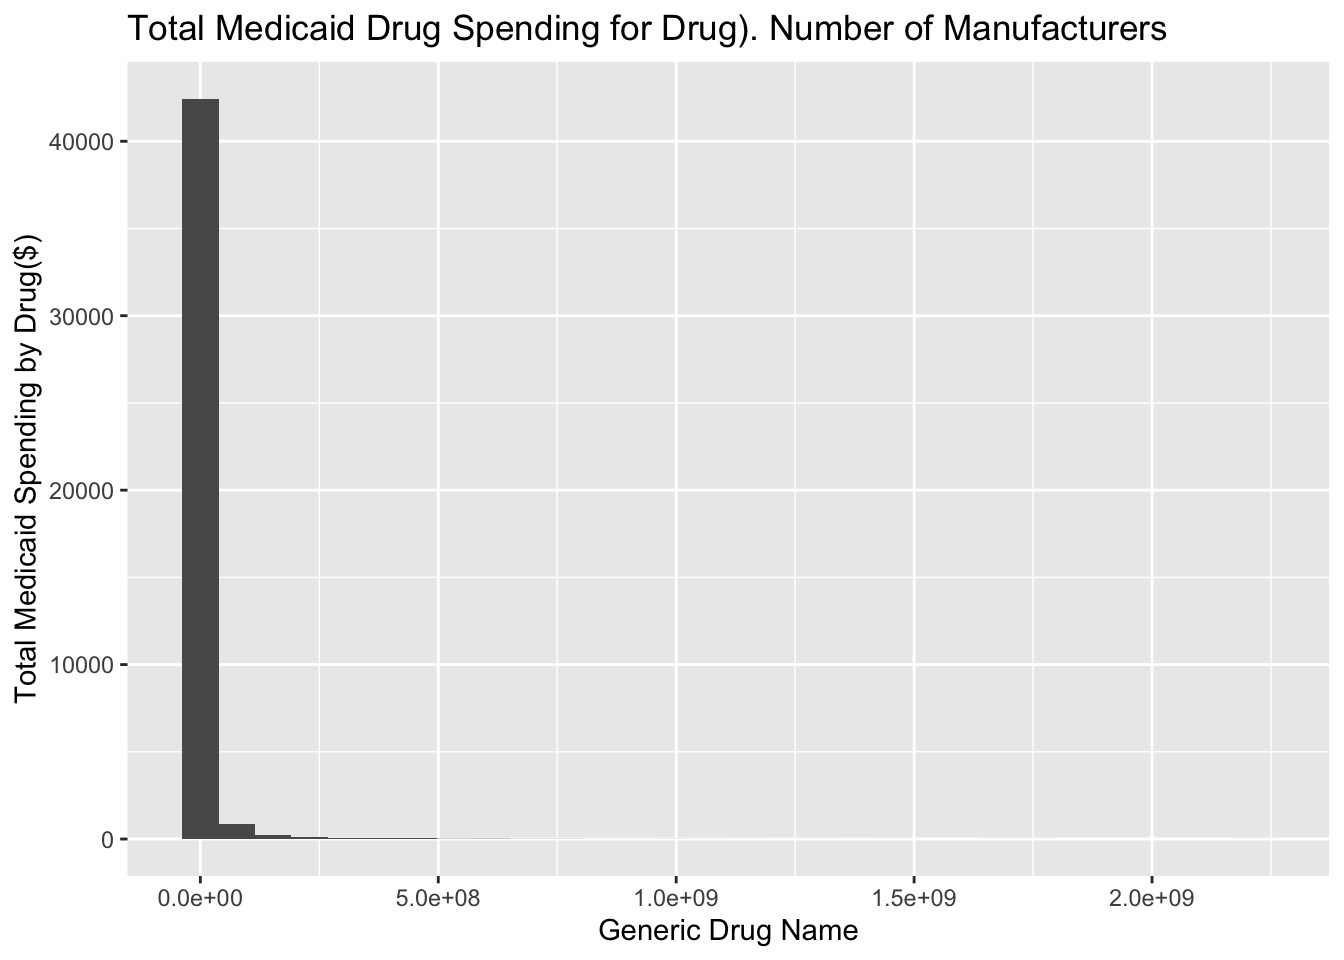 Total Medicaid Drug Spending for Drug). Number of Manufacturers
Total Medicaid Spending by Drug($)
40000
30000
20000
10000
0
0.0e+00 5.0e+08 1.0e+09 1.5e+09 2.0e+09
Generic Drug Name